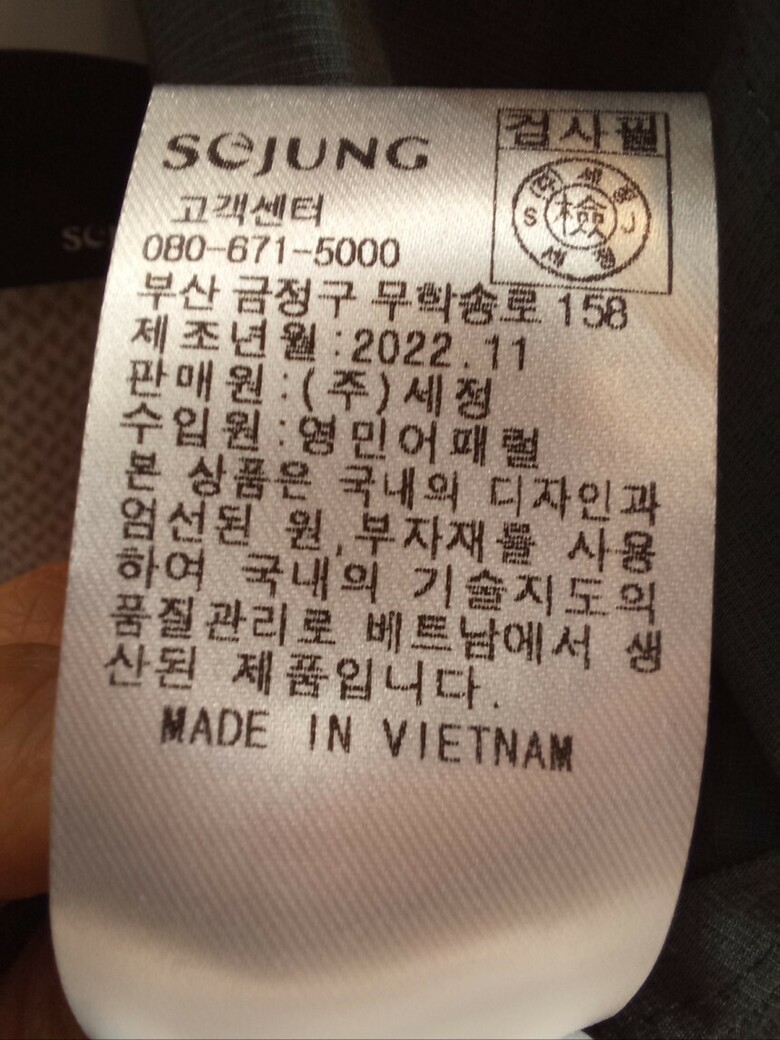 SEJUNG
검사필
고객센터
080-671-5000
세정
S 檢 J
부산 금정구 무학송로 158
제조년월:2022.11
판매원:(주)세정
수입원:영민어패럴
본 상품은 국내의 디자인과
엄선된 원,부자재를 사용
하여 국내의 기술지도의
품질관리로 베트남에서 생
산된 제품입니다.
MADE IN VIETNAM